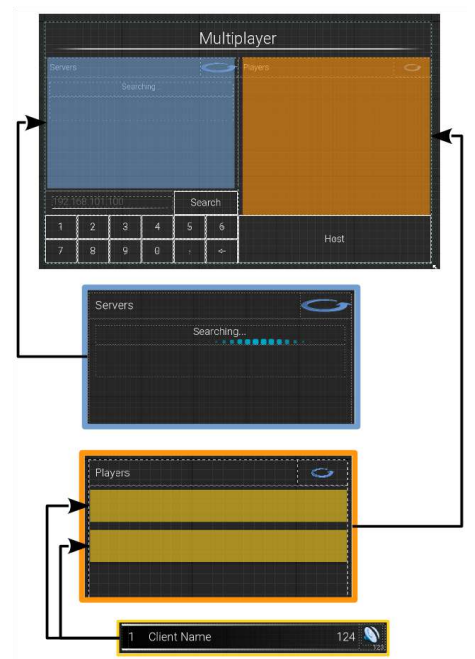 Multiplayer
Servers
Players
Searching...
192.168.101.100
Search
1 2 3 4 5 6
7 8 9 0 . <-
Host
Servers
Searching...
Players
1 Client Name 124
123